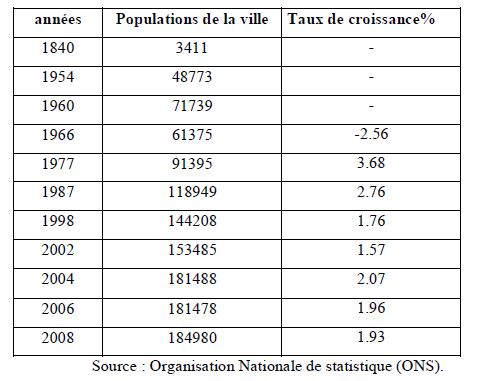 années Populations de la ville Taux de croissance%
1840 3411 -
1954 48773 -
1960 71739 -
1966 61375 -2.56
1977 91395 3.68
1987 118949 2.76
1998 144208 1.76
2002 153485 1.57
2004 181488 2.07
2006 181478 1.96
2008 184980 1.93
Source : Organisation Nationale de statistique (ONS).